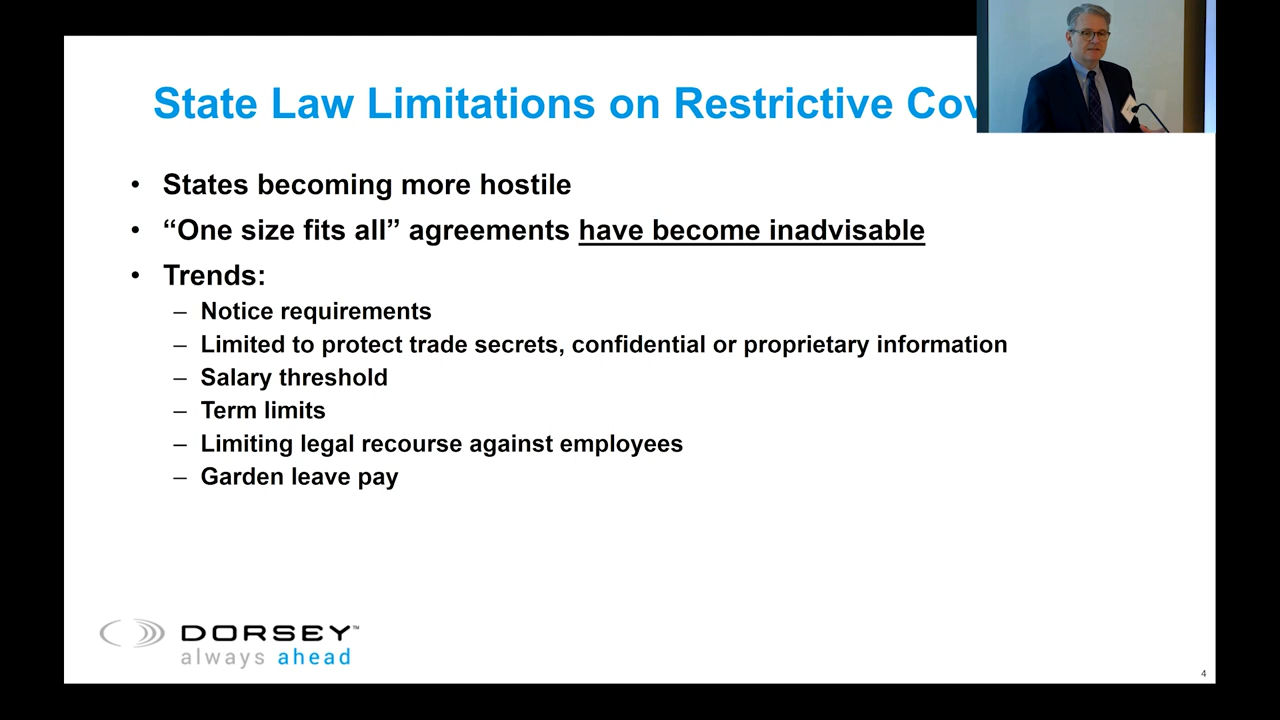 State Law Limitations on Restrictive
• States becoming more hostile
• “One size fits all” agreements have become inadvisable
• Trends:
– Notice requirements
– Limited to protect trade secrets, confidential or proprietary information
– Salary threshold
– Term limits
– Limiting legal recourse against employees
– Garden leave pay
DORSEY™
always ahead
4